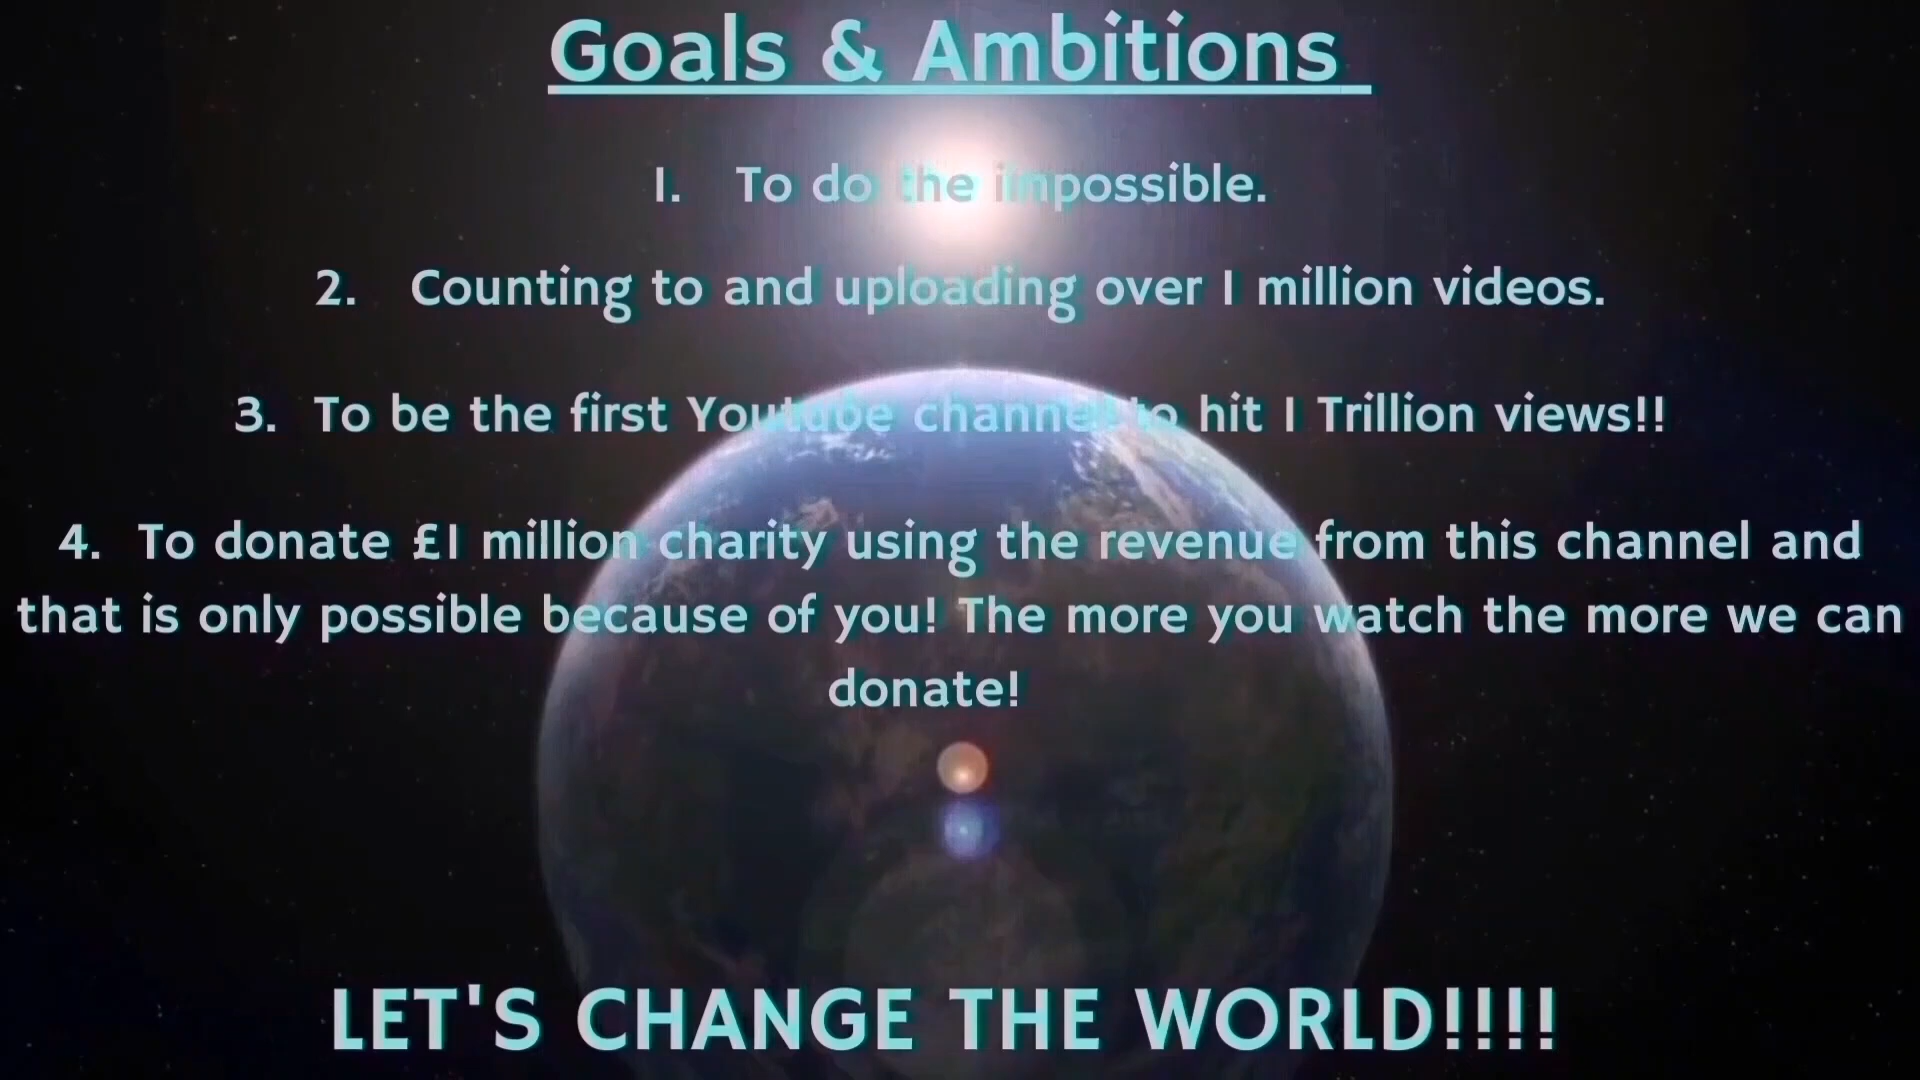 Goals & Ambitions
1. To do the impossible.
2. Counting to and uploading over 1 million videos.
3. To be the first Youtube channel to hit 1 Trillion views!!
4. To donate £1 million charity using the revenue from this channel and
that is only possible because of you! The more you watch the more we can
donate!
LET'S CHANGE THE WORLD!!!!